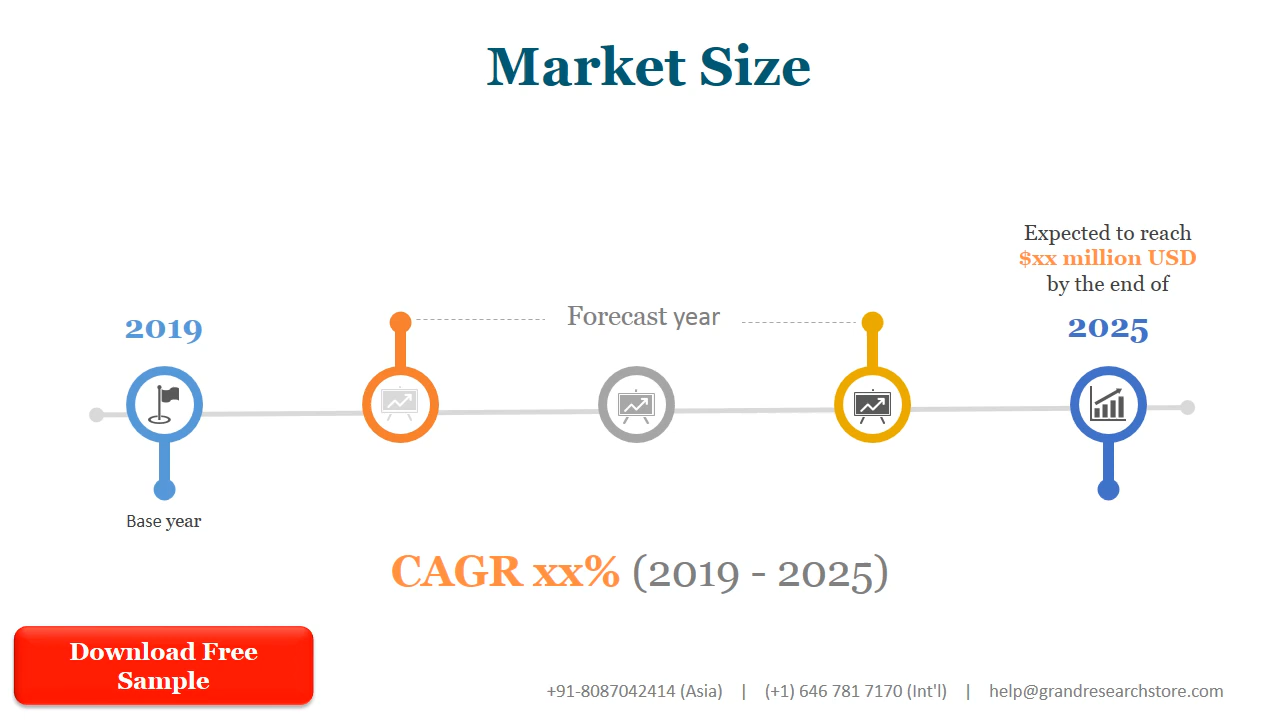 Market Size
Expected to reach
$xx million USD
by the end of
2025
2019
Forecast year
Base year
CAGR xx% (2019 - 2025)
Download Free
Sample
+91-8087042414 (Asia) | (+1) 646 781 7170 (Int'l) | help@grandresearchstore.com